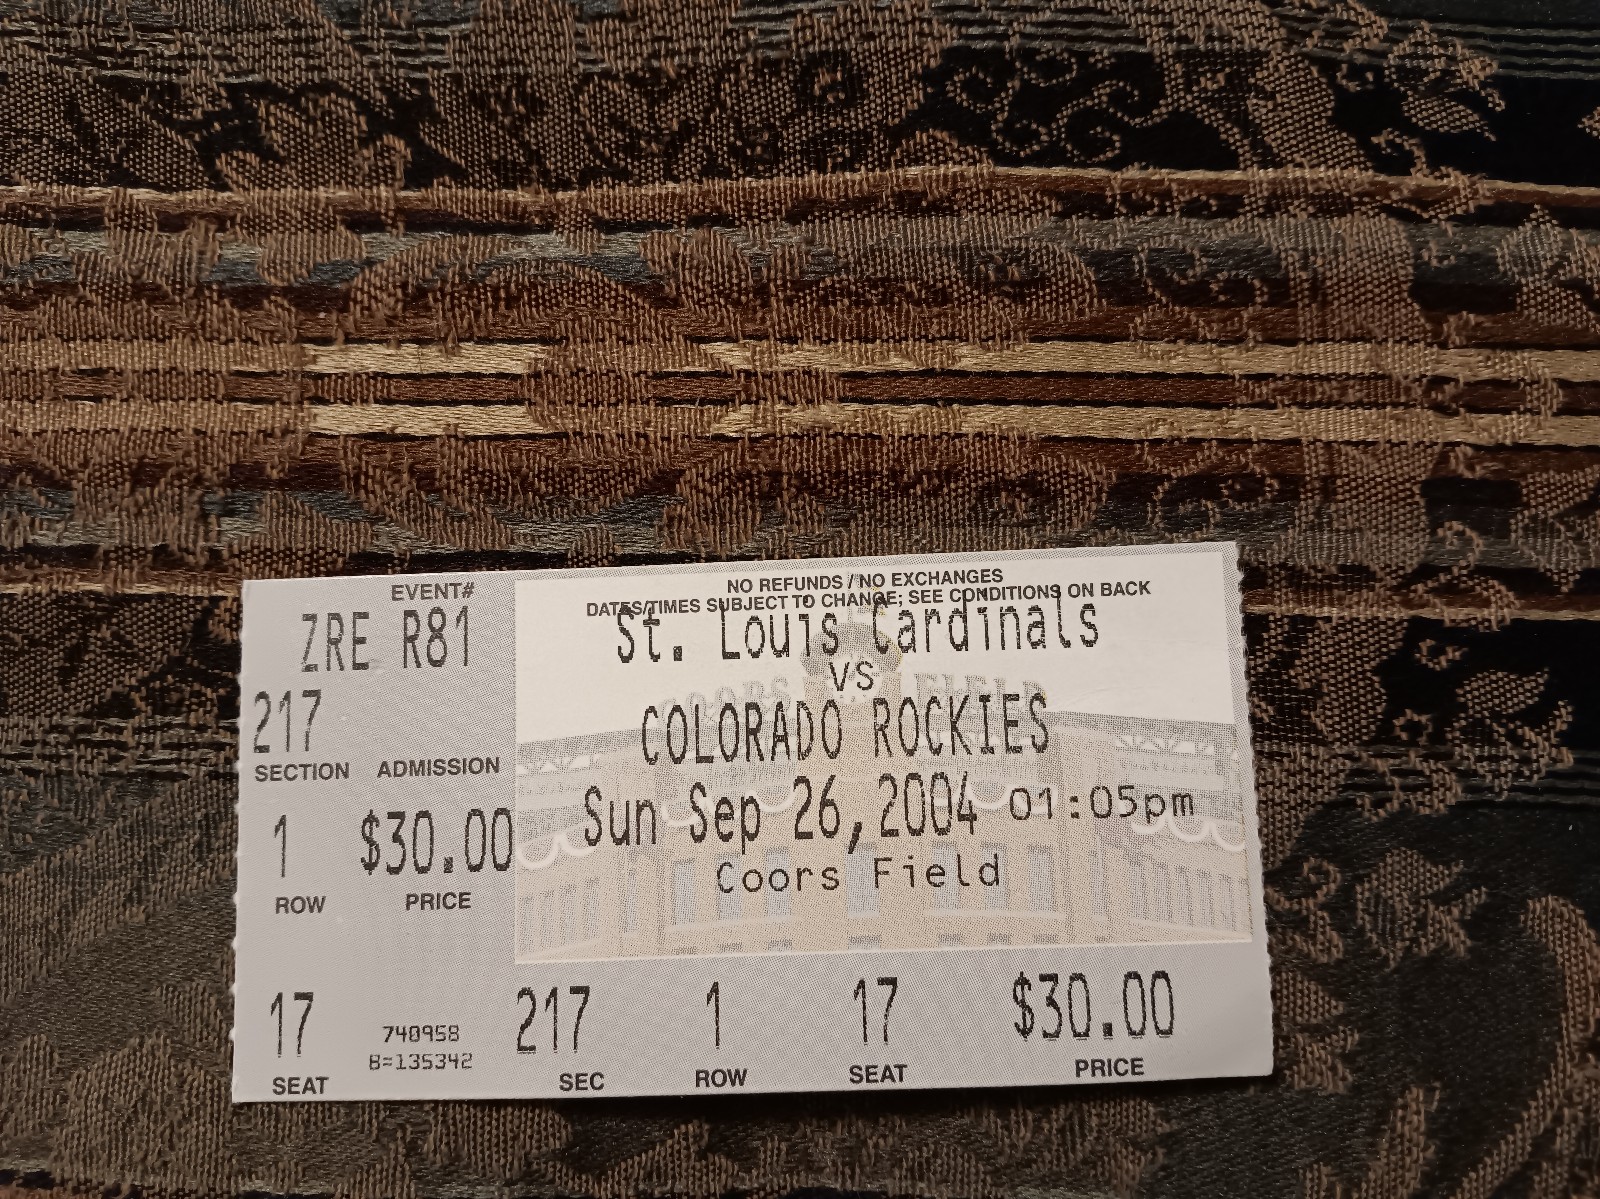 EVENT#
ZRE R81
217
SECTION ADMISSION
1 $30.00
ROW PRICE
17 740958
B=135342
SEAT
NO REFUNDS / NO EXCHANGES
DATES/TIMES SUBJECT TO CHANGE; SEE CONDITIONS ON BACK
St. Louis Cardinals
VS
COORS FIELD
COLORADO ROCKIES
Sun Sep 26, 2004 01:05pm
Coors Field
217 1 17 $30.00
SEC ROW SEAT PRICE